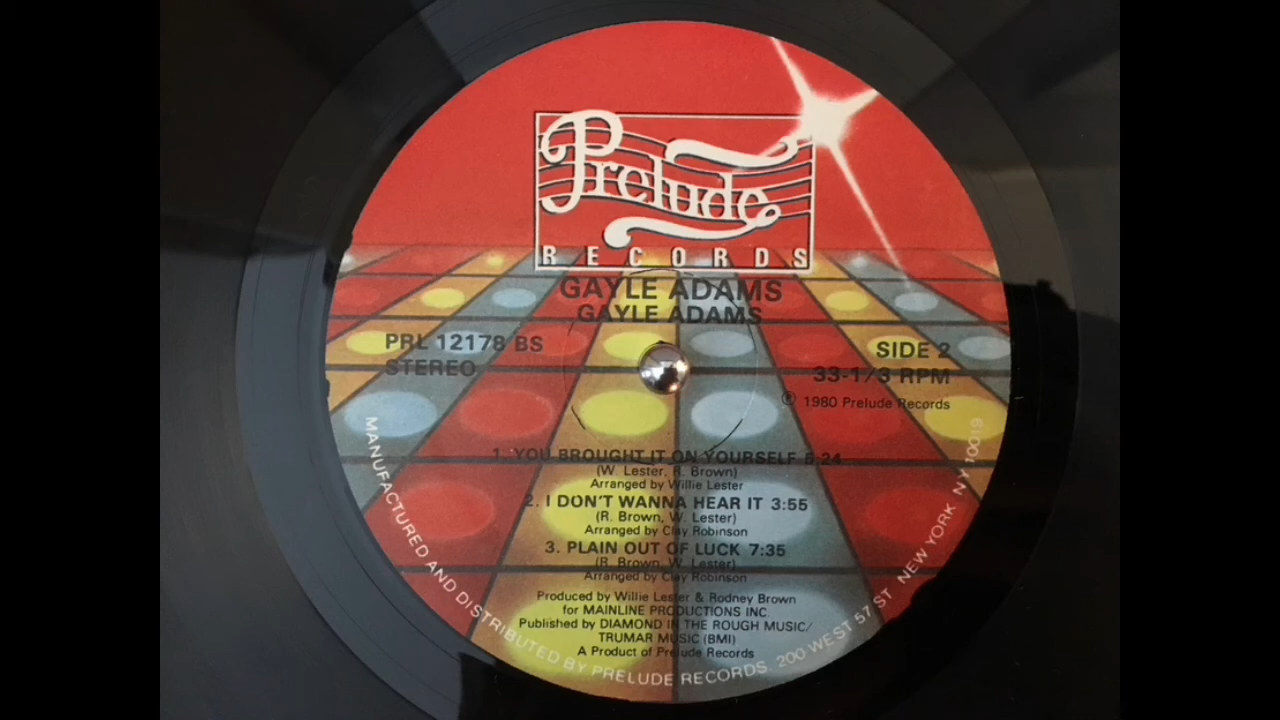 Prelude
RECORDS
GAYLE ADAMS
GAYLE ADAMS
PRL 12178 BS
STEREO
SIDE 2
33-1/3 RPM
℗ 1980 Prelude Records
1. YOU BROUGHT IT ON YOURSELF 6:24
(W. Lester, R. Brown)
Arranged by Willie Lester
2. I DON'T WANNA HEAR IT 3:55
(R. Brown, W. Lester)
Arranged by Clay Robinson
3. PLAIN OUT OF LUCK 7:35
(R. Brown, W. Lester)
Arranged by Clay Robinson
Produced by Willie Lester & Rodney Brown
for MAINLINE PRODUCTIONS INC.
Published by DIAMOND IN THE ROUGH MUSIC/
TRUMAR MUSIC (BMI)
A Product of Prelude Records
MANUFACTURED AND DISTRIBUTED BY PRELUDE RECORDS, 200 WEST 57 ST NEW YORK NY 10019